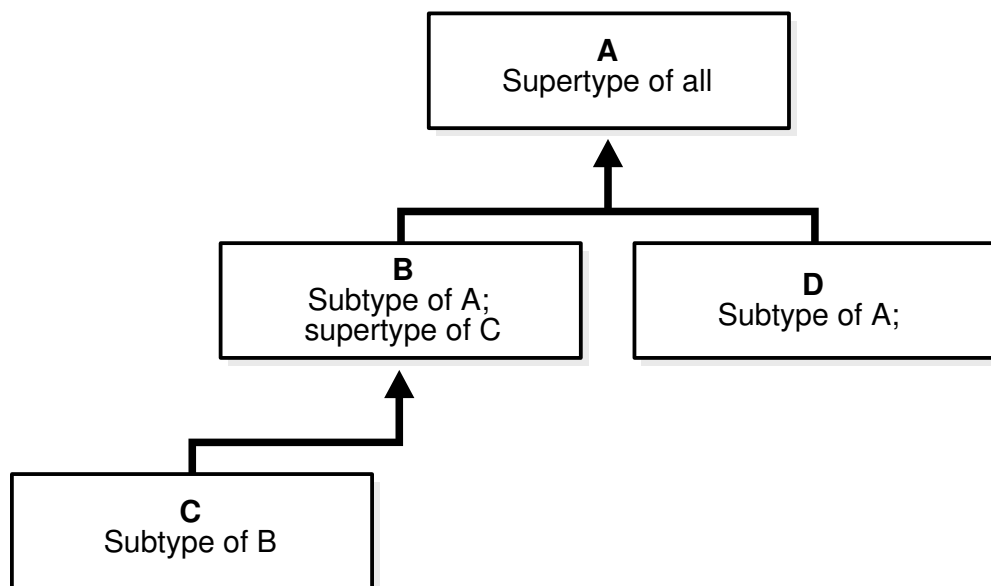 A
Supertype of all
B
Subtype of A;
supertype of C
D
Subtype of A;
C
Subtype of B